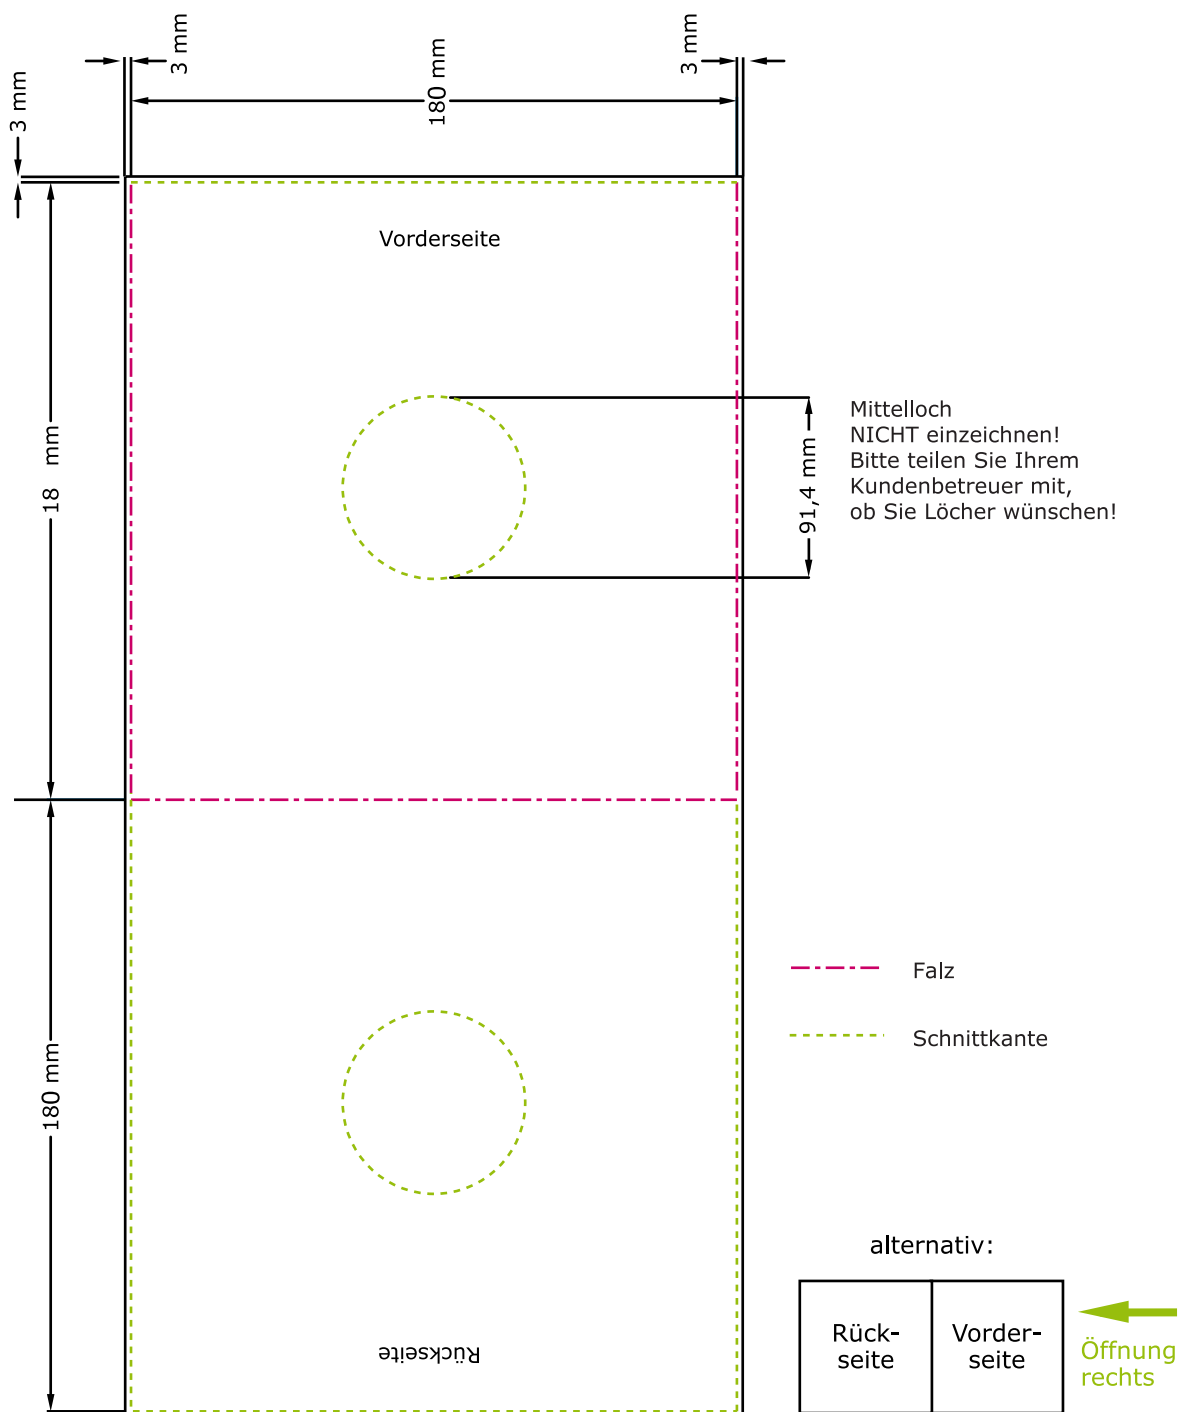 3 mm
3 mm
180 mm
3 mm
Vorderseite
18 mm
91,4 mm
Mittelloch
NICHT einzeichnen!
Bitte teilen Sie Ihrem
Kundenbetreuer mit,
ob Sie Löcher wünschen!
Falz
Schnittkante
180 mm
Rückseite
alternativ:
Rück-
seite
Vorder-
seite
Öffnung
rechts